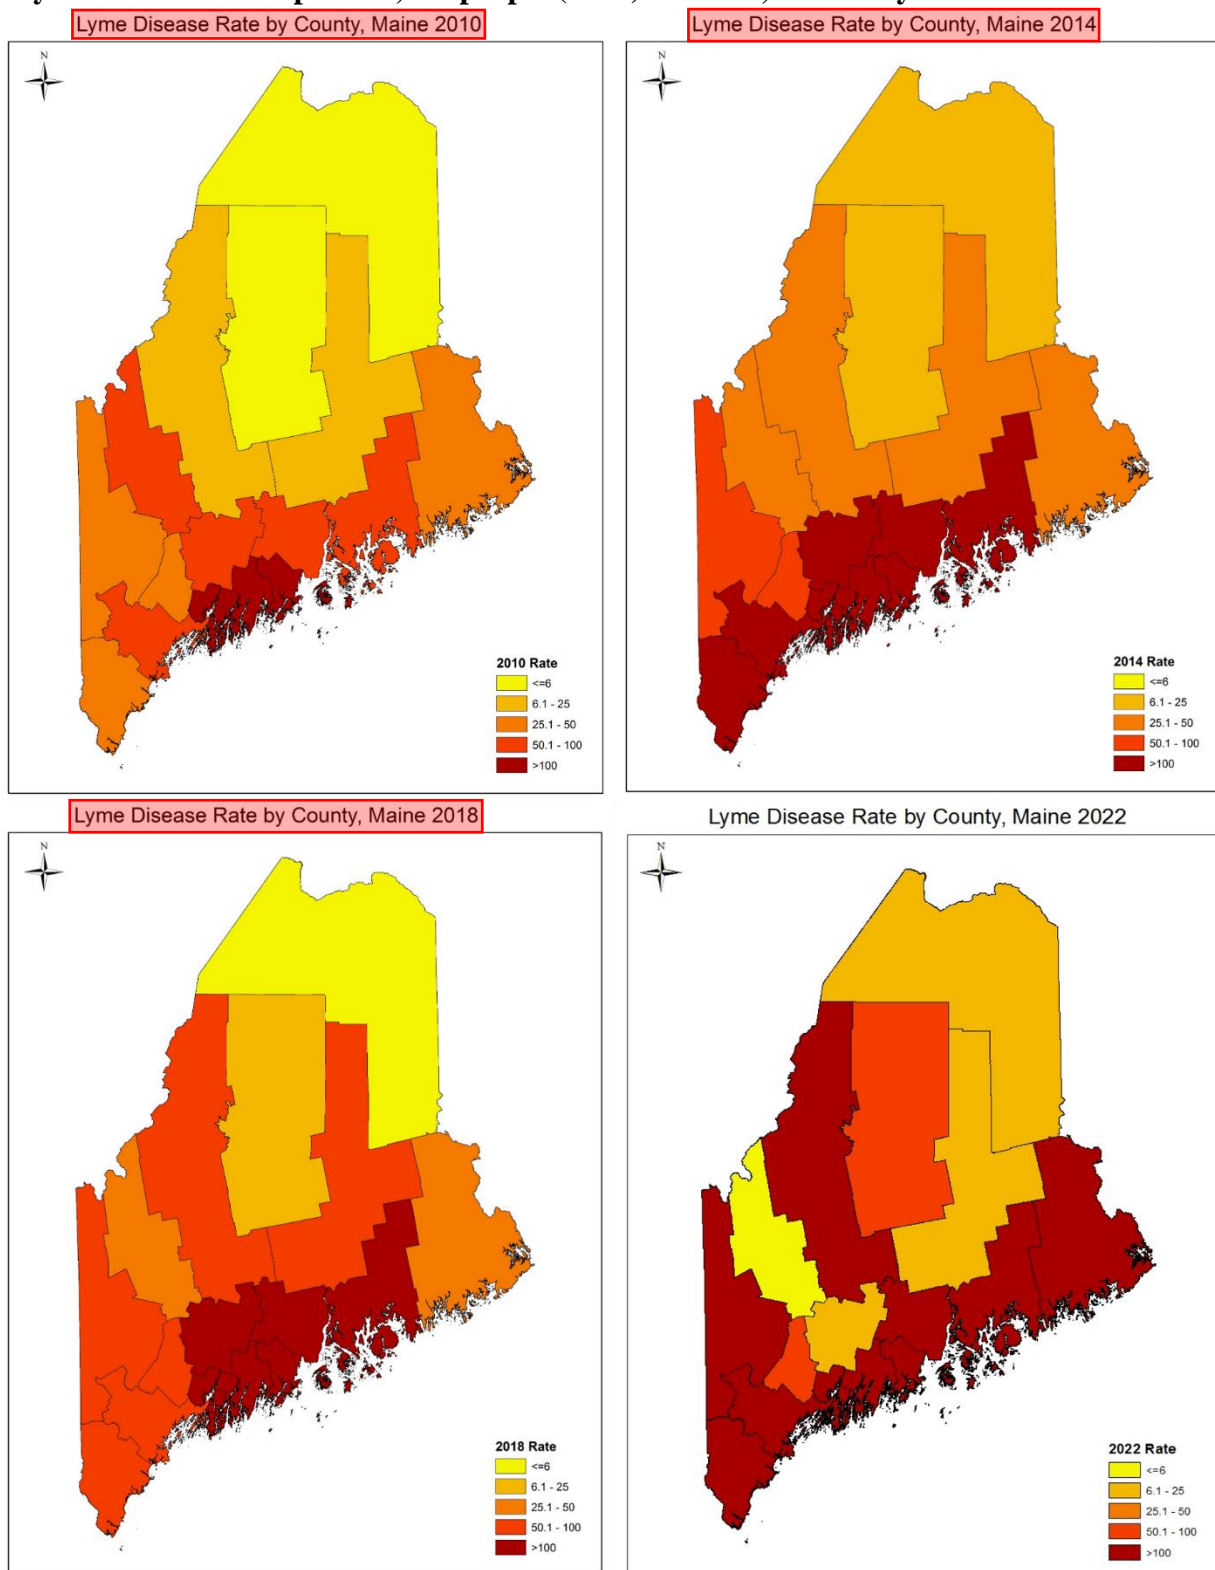 Lyme Disease Rate by County, Maine 2010
N
2010 Rate
<=6
6.1 - 25
25.1 - 50
50.1 - 100
>100
Lyme Disease Rate by County, Maine 2014
N
2014 Rate
<=6
6.1 - 25
25.1 - 50
50.1 - 100
>100
Lyme Disease Rate by County, Maine 2018
N
2018 Rate
<=6
6.1 - 25
25.1 - 50
50.1 - 100
>100
Lyme Disease Rate by County, Maine 2022
N
2022 Rate
<=6
6.1 - 25
25.1 - 50
50.1 - 100
>100